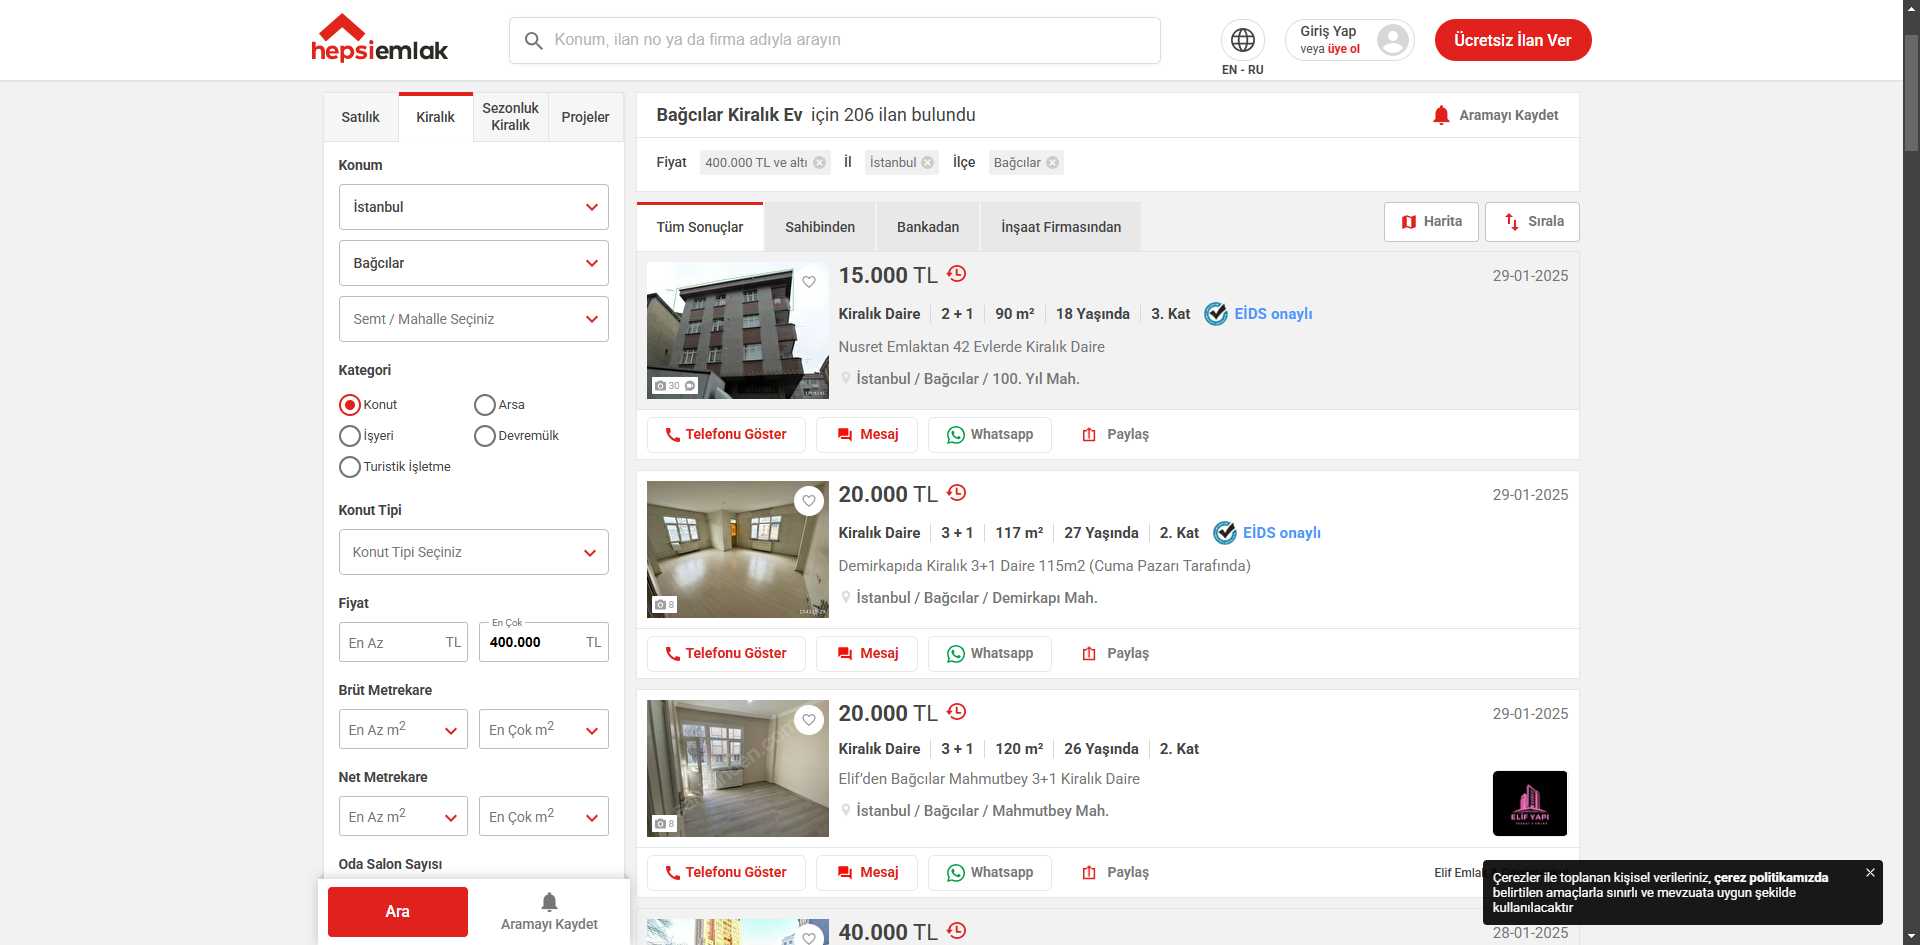 hepsiemlak
Konum, ilan no ya da firma adıyla arayın
EN - RU
Giriş Yap
veya üye ol
Ücretsiz İlan Ver
Satılık
Kiralık
Sezonluk
Kiralık
Projeler
Konum
İstanbul
Bağcılar
Semt / Mahalle Seçiniz
Kategori
Konut
Arsa
İşyeri
Devremülk
Turistik İşletme
Konut Tipi
Konut Tipi Seçiniz
Fiyat
En Az TL
En Çok
400.000 TL
Brüt Metrekare
En Az m²
En Çok m²
Net Metrekare
En Az m²
En Çok m²
Oda Salon Sayısı
Ara
Aramayı Kaydet
Bağcılar Kiralık Ev için 206 ilan bulundu
Aramayı Kaydet
Fiyat 400.000 TL ve altı İl İstanbul İlçe Bağcılar
Tüm Sonuçlar
Sahibinden
Bankadan
İnşaat Firmasından
Harita
Sırala
30
15.000 TL
29-01-2025
Kiralık Daire 2 + 1 90 m² 18 Yaşında 3. Kat EİDS onaylı
Nusret Emlaktan 42 Evlerde Kiralık Daire
İstanbul / Bağcılar / 100. Yıl Mah.
Telefonu Göster
Mesaj
Whatsapp
Paylaş
8
20.000 TL
29-01-2025
Kiralık Daire 3 + 1 117 m² 27 Yaşında 2. Kat EİDS onaylı
Demirkapıda Kiralık 3+1 Daire 115m2 (Cuma Pazarı Tarafında)
İstanbul / Bağcılar / Demirkapı Mah.
Telefonu Göster
Mesaj
Whatsapp
Paylaş
8
20.000 TL
29-01-2025
Kiralık Daire 3 + 1 120 m² 26 Yaşında 2. Kat
Elif'den Bağcılar Mahmutbey 3+1 Kiralık Daire
İstanbul / Bağcılar / Mahmutbey Mah.
ELİF YAPI
Telefonu Göster
Mesaj
Whatsapp
Paylaş
Elif Emlak
40.000 TL
28-01-2025
Çerezler ile toplanan kişisel verileriniz, çerez politikamızda
belirtilen amaçlarla sınırlı ve mevzuata uygun şekilde
kullanılacaktır